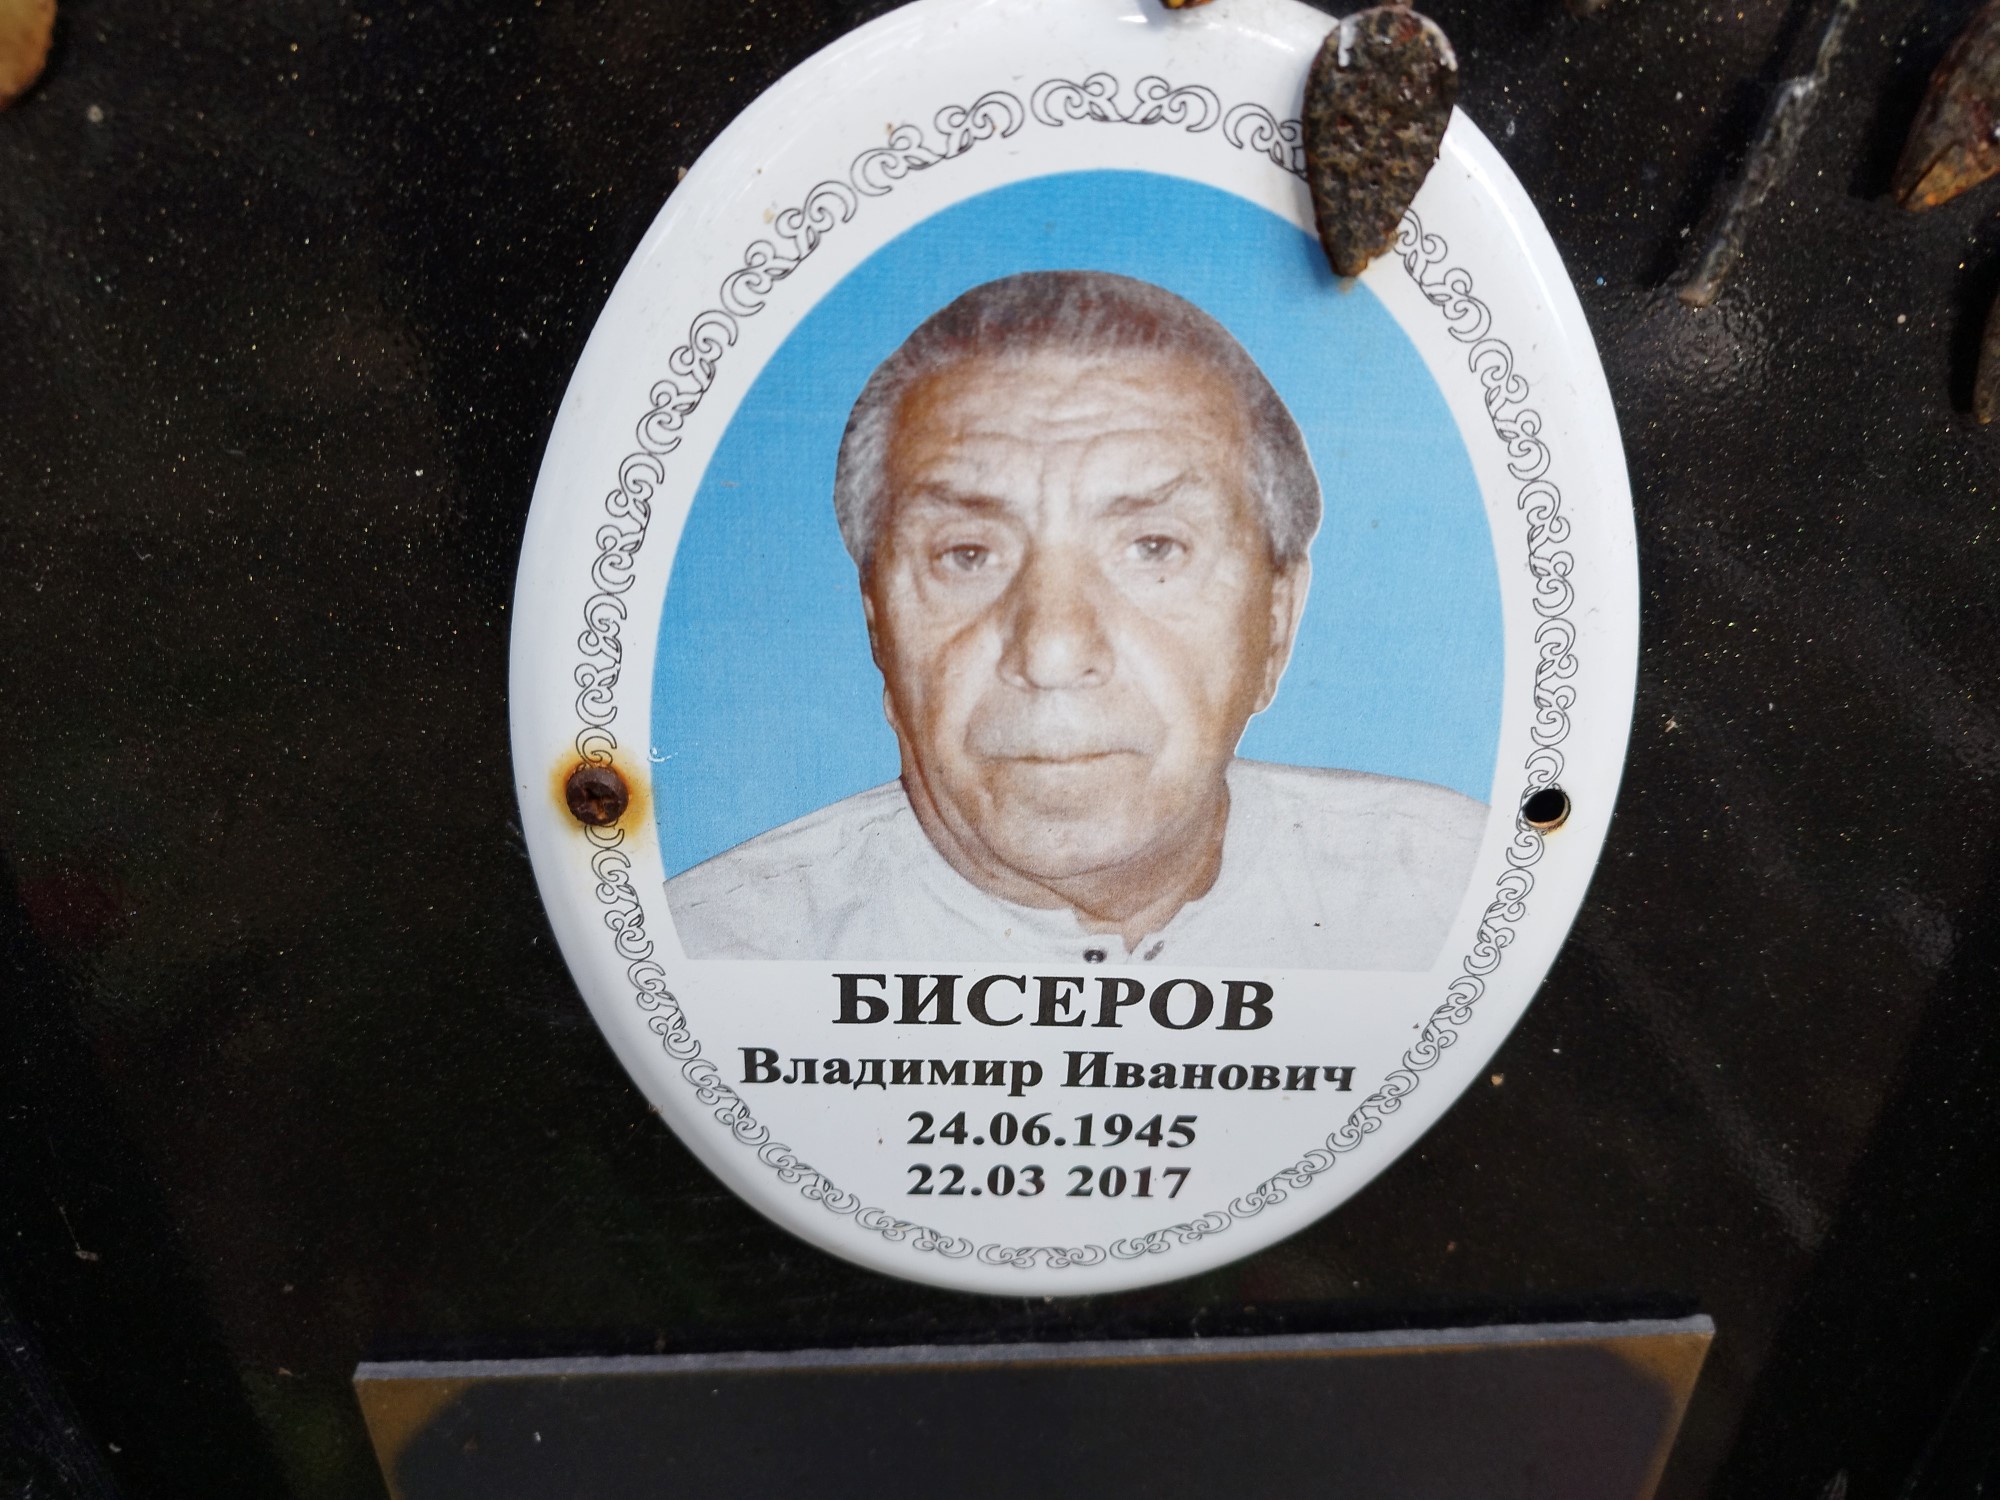 БИСЕРОВ
Владимир Иванович
24.06.1945
22.03 2017